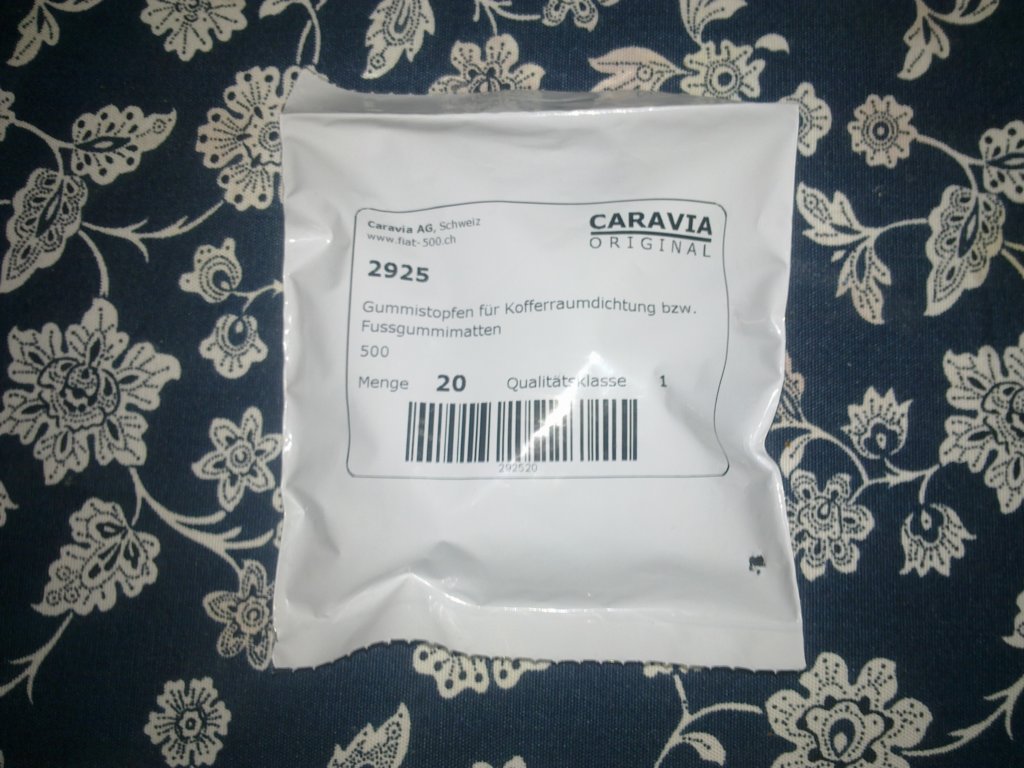 Caravia AG, Schweiz
www.fiat-500.ch
CARAVIA
ORIGINAL
2925
Gummistopfen für Kofferraumdichtung bzw.
Fussgummimatten
500
Menge 20 Qualitätsklasse 1
292520